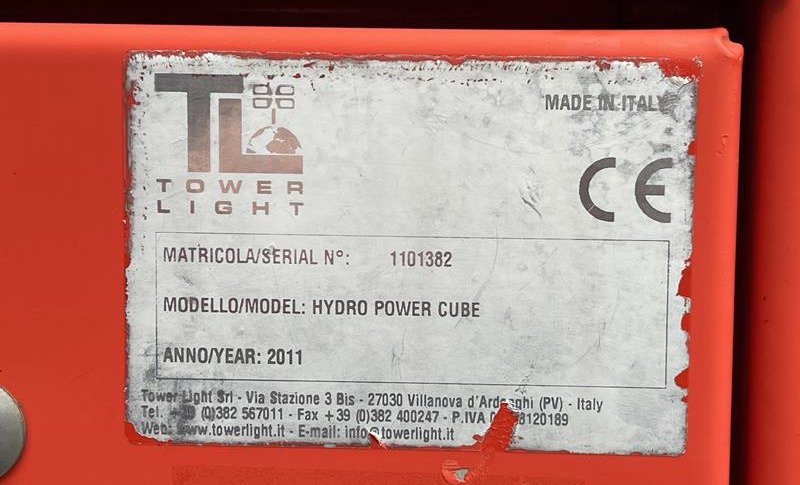 TL
MADE IN ITALY
TOWER
LIGHT
CE
MATRICOLA/SERIAL N°: 1101382
MODELLO/MODEL: HYDRO POWER CUBE
ANNO/YEAR: 2011
Tower Light Srl - Via Stazione 3 Bis - 27030 Villanova d'Ardenghi (PV) - Italy
Tel. (0)382 567011 - Fax + 39 (0)382 400247 - P.IVA
Web: www.towerlight.it - E-mail: info@towerlight.it